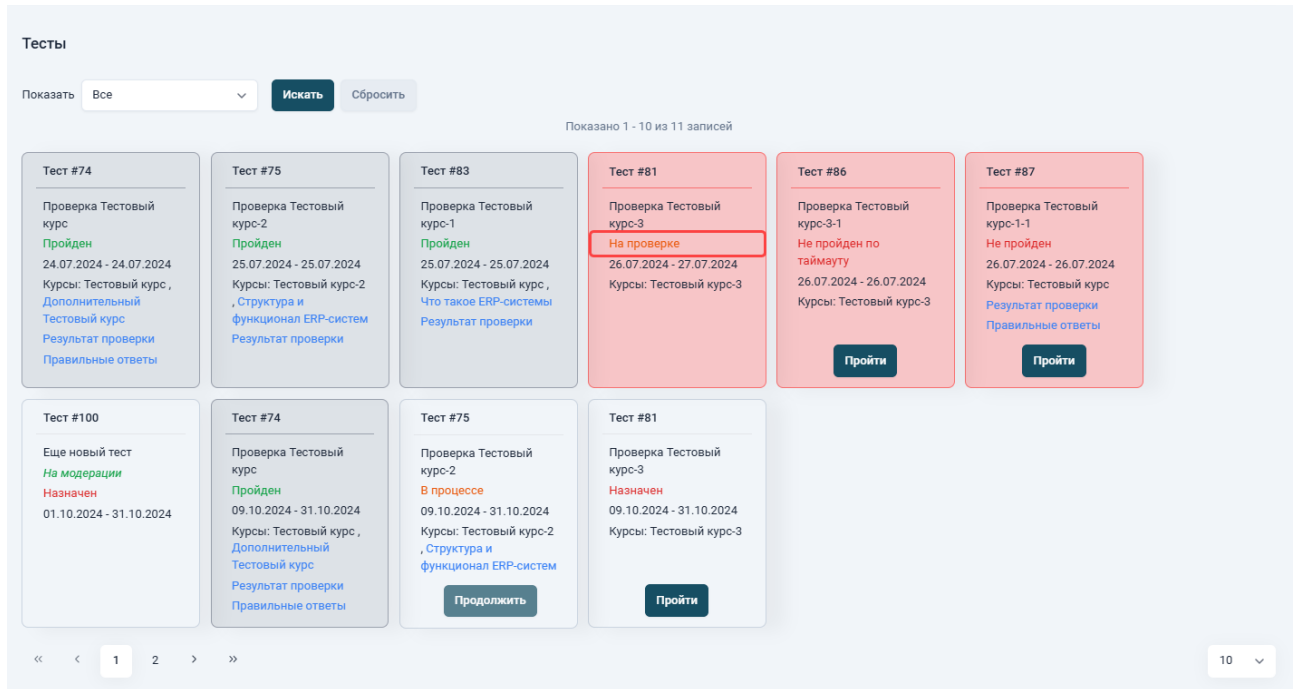 Тесты
Показать
Все
Искать
Сбросить
Показано 1 - 10 из 11 записей
Тест #74
Проверка Тестовый
курс
Пройден
24.07.2024 - 24.07.2024
Курсы: Тестовый курс ,
Дополнительный
Тестовый курс
Результат проверки
Правильные ответы
Тест #75
Проверка Тестовый
курс-2
Пройден
25.07.2024 - 25.07.2024
Курсы: Тестовый курс-2
, Структура и
функционал ERP-систем
Результат проверки
Тест #83
Проверка Тестовый
курс-1
Пройден
25.07.2024 - 25.07.2024
Курсы: Тестовый курс ,
Что такое ERP-системы
Результат проверки
Тест #81
Проверка Тестовый
курс-3
На проверке
26.07.2024 - 27.07.2024
Курсы: Тестовый курс-3
Тест #86
Проверка Тестовый
курс-3-1
Не пройден по
таймауту
26.07.2024 - 26.07.2024
Курсы: Тестовый курс-3
Пройти
Тест #87
Проверка Тестовый
курс-1-1
Не пройден
26.07.2024 - 26.07.2024
Курсы: Тестовый курс
Результат проверки
Правильные ответы
Пройти
Тест #100
Еще новый тест
На модерации
Назначен
01.10.2024 - 31.10.2024
Тест #74
Проверка Тестовый
курс
Пройден
09.10.2024 - 31.10.2024
Курсы: Тестовый курс ,
Дополнительный
Тестовый курс
Результат проверки
Правильные ответы
Тест #75
Проверка Тестовый
курс-2
В процессе
09.10.2024 - 31.10.2024
Курсы: Тестовый курс-2
, Структура и
функционал ERP-систем
Продолжить
Тест #81
Проверка Тестовый
курс-3
Назначен
09.10.2024 - 31.10.2024
Курсы: Тестовый курс-3
Пройти
« ‹ 1 2 › »
10